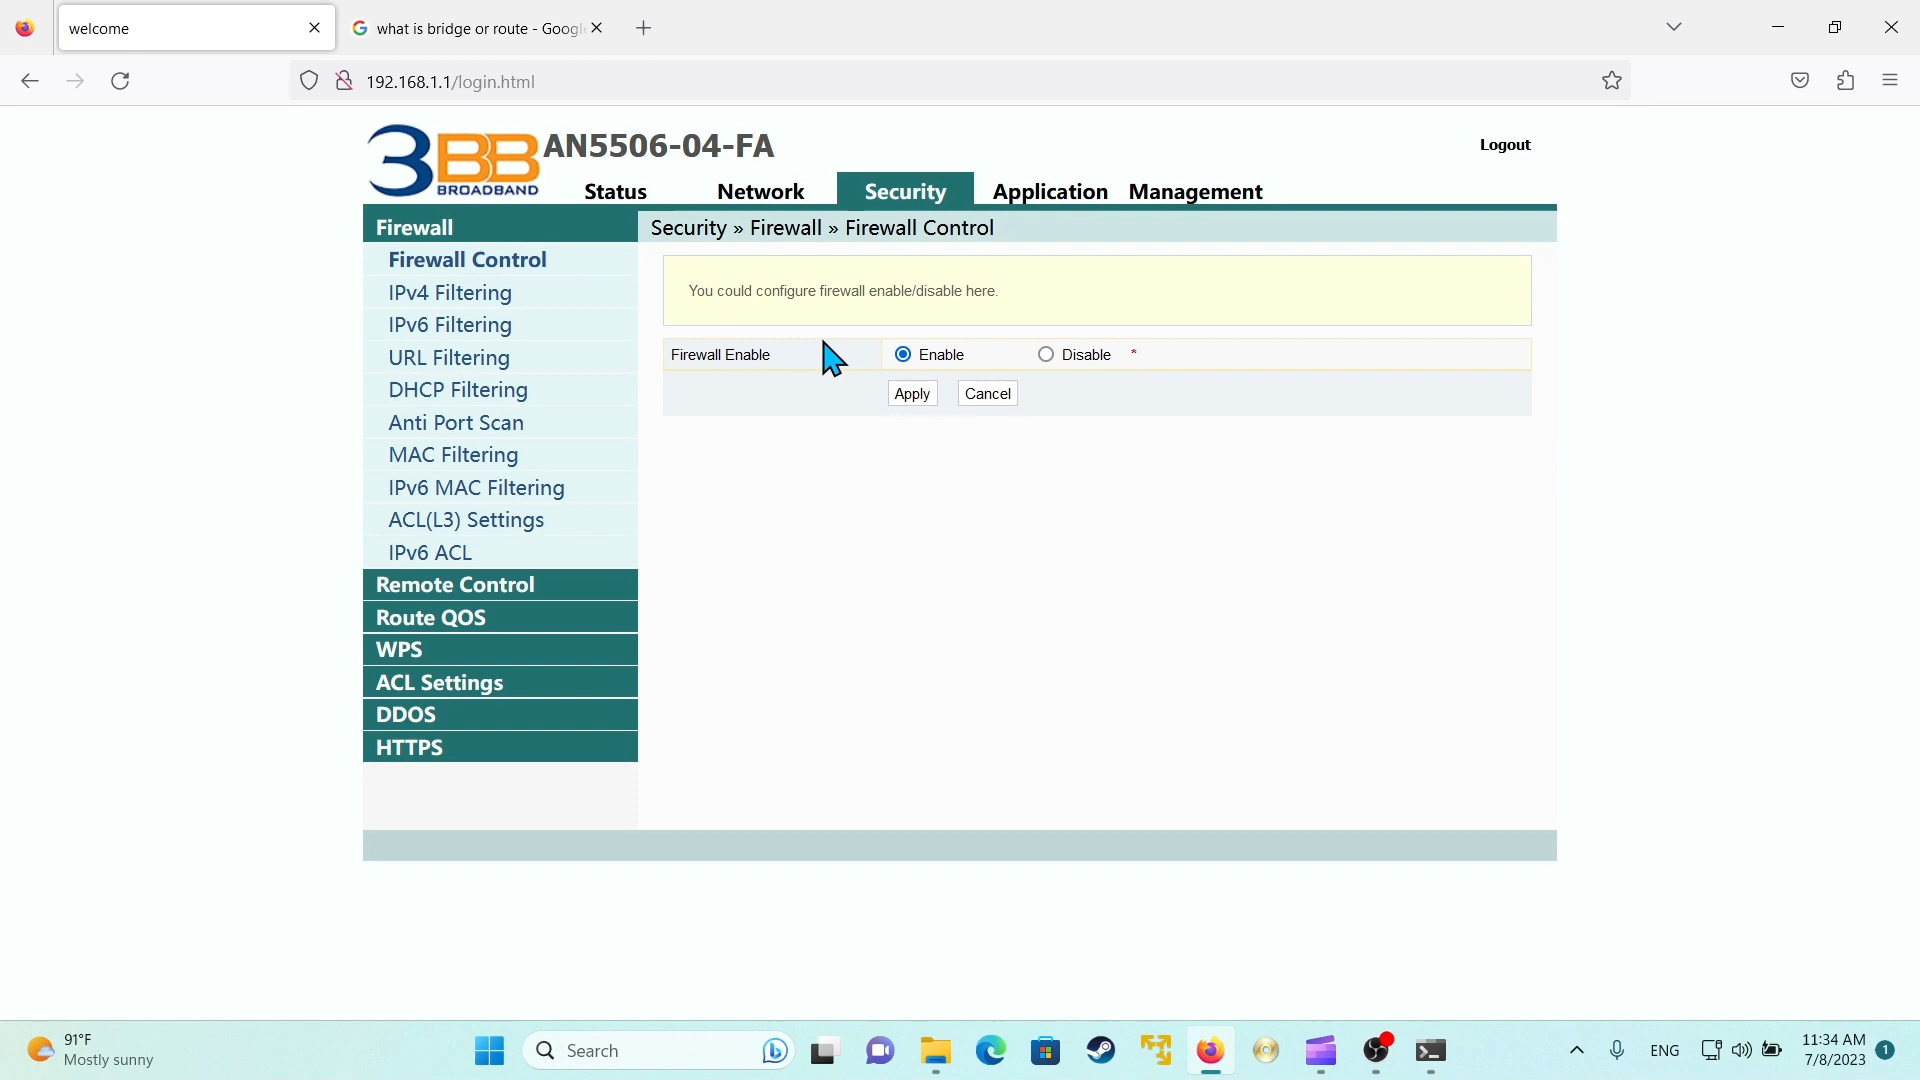 welcome
what is bridge or route - Googl
192.168.1.1/login.html
3BB BROADBAND
AN5506-04-FA
Logout
Status Network Security Application Management
Firewall
Security » Firewall » Firewall Control
Firewall Control
IPv4 Filtering
IPv6 Filtering
URL Filtering
DHCP Filtering
Anti Port Scan
MAC Filtering
IPv6 MAC Filtering
ACL(L3) Settings
IPv6 ACL
Remote Control
Route QOS
WPS
ACL Settings
DDOS
HTTPS
You could configure firewall enable/disable here.
Firewall Enable Enable Disable *
Apply Cancel
91°F
Mostly sunny
Search
ENG
11:34 AM
7/8/2023
1